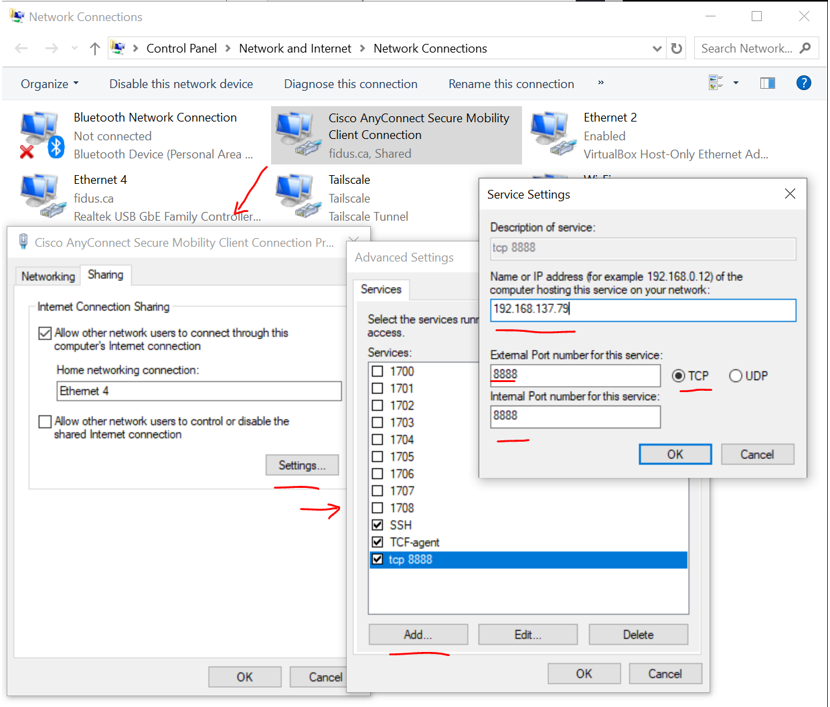 Network Connections
Control Panel > Network and Internet > Network Connections
Search Network...
Organize
Disable this network device
Diagnose this connection
Rename this connection
»
Bluetooth Network Connection
Not connected
Bluetooth Device (Personal Area ...
Cisco AnyConnect Secure Mobility
Client Connection
fidus.ca, Shared
Ethernet 2
Enabled
VirtualBox Host-Only Ethernet Ad...
Ethernet 4
fidus.ca
Realtek USB GbE Family Controller...
Tailscale
Tailscale
Tailscale Tunnel
Cisco AnyConnect Secure Mobility Client Connection Pr...
Networking
Sharing
Internet Connection Sharing
Allow other network users to connect through this
computer's Internet connection
Home networking connection:
Ethernet 4
Allow other network users to control or disable the
shared Internet connection
Settings...
OK
Cancel
Advanced Settings
Services
Select the services runn
access.
Services:
1700
1701
1702
1703
1704
1705
1706
1707
1708
SSH
TCF-agent
tcp 8888
Add...
Edit...
Delete
OK
Cancel
Service Settings
Description of service:
tcp 8888
Name or IP address (for example 192.168.0.12) of the
computer hosting this service on your network:
192.168.137.79
External Port number for this service:
8888
TCP
UDP
Internal Port number for this service:
8888
OK
Cancel